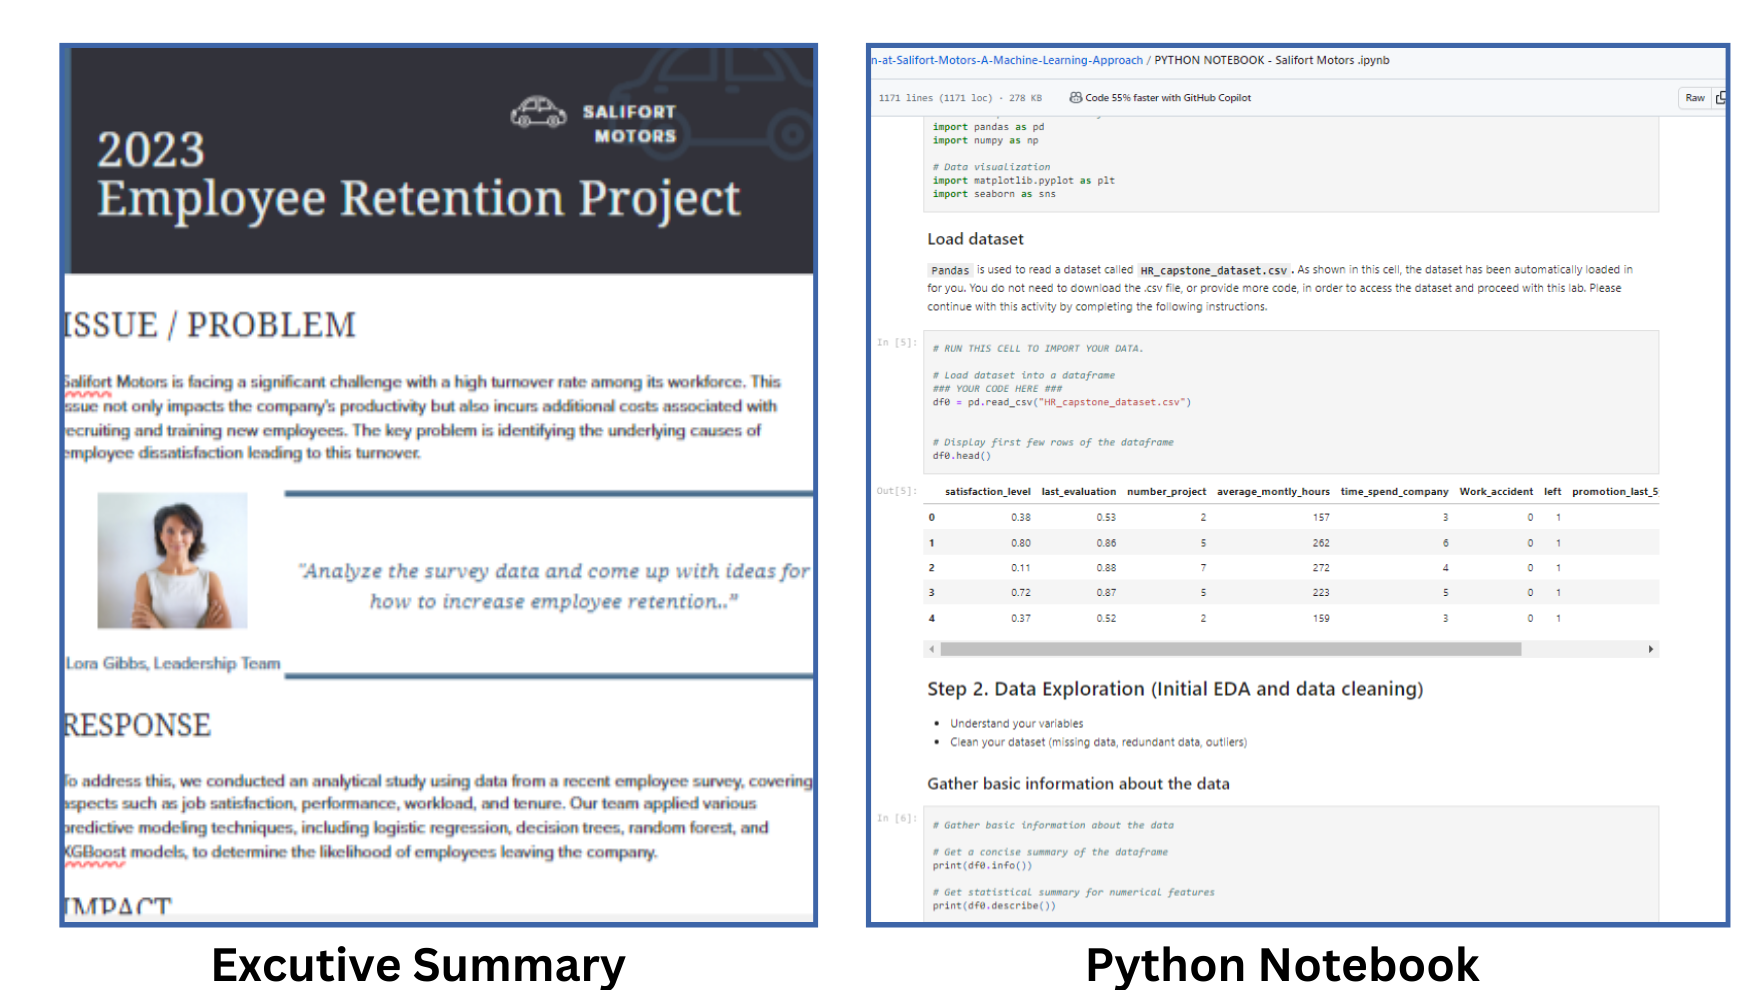 SALIFORT
MOTORS
2023
Employee Retention Project
ISSUE / PROBLEM
Salifort Motors is facing a significant challenge with a high turnover rate among its workforce. This
ssue not only impacts the company's productivity but also incurs additional costs associated with
ecruiting and training new employees. The key problem is identifying the underlying causes of
employee dissatisfaction leading to this turnover.
"Analyze the survey data and come up with ideas for
how to increase employee retention.."
Lora Gibbs, Leadership Team
RESPONSE
To address this, we conducted an analytical study using data from a recent employee survey, covering
aspects such as job satisfaction, performance, workload, and tenure. Our team applied various
predictive modeling techniques, including logistic regression, decision trees, random forest, and
XGBoost models, to determine the likelihood of employees leaving the company.
IMPACT
Excutive Summary
n-at-Salifort-Motors-A-Machine-Learning-Approach / PYTHON NOTEBOOK - Salifort Motors .ipynb
1171 lines (1171 loc) · 278 KB Code 55% faster with GitHub Copilot Raw
import pandas as pd
import numpy as np
# Data visualization
import matplotlib.pyplot as plt
import seaborn as sns
Load dataset
Pandas is used to read a dataset called HR_capstone_dataset.csv . As shown in this cell, the dataset has been automatically loaded in
for you. You do not need to download the .csv file, or provide more code, in order to access the dataset and proceed with this lab. Please
continue with this activity by completing the following instructions.
In [5]:
# RUN THIS CELL TO IMPORT YOUR DATA.
# Load dataset into a dataframe
### YOUR CODE HERE ###
df0 = pd.read_csv("HR_capstone_dataset.csv")
# Display first few rows of the dataframe
df0.head()
Out[5]:
satisfaction_level last_evaluation number_project average_montly_hours time_spend_company Work_accident left promotion_last_5
0 0.38 0.53 2 157 3 0 1
1 0.80 0.86 5 262 6 0 1
2 0.11 0.88 7 272 4 0 1
3 0.72 0.87 5 223 5 0 1
4 0.37 0.52 2 159 3 0 1
Step 2. Data Exploration (Initial EDA and data cleaning)
• Understand your variables
• Clean your dataset (missing data, redundant data, outliers)
Gather basic information about the data
In [6]:
# Gather basic information about the data
# Get a concise summary of the dataframe
print(df0.info())
# Get statistical summary for numerical features
print(df0.describe())
Python Notebook